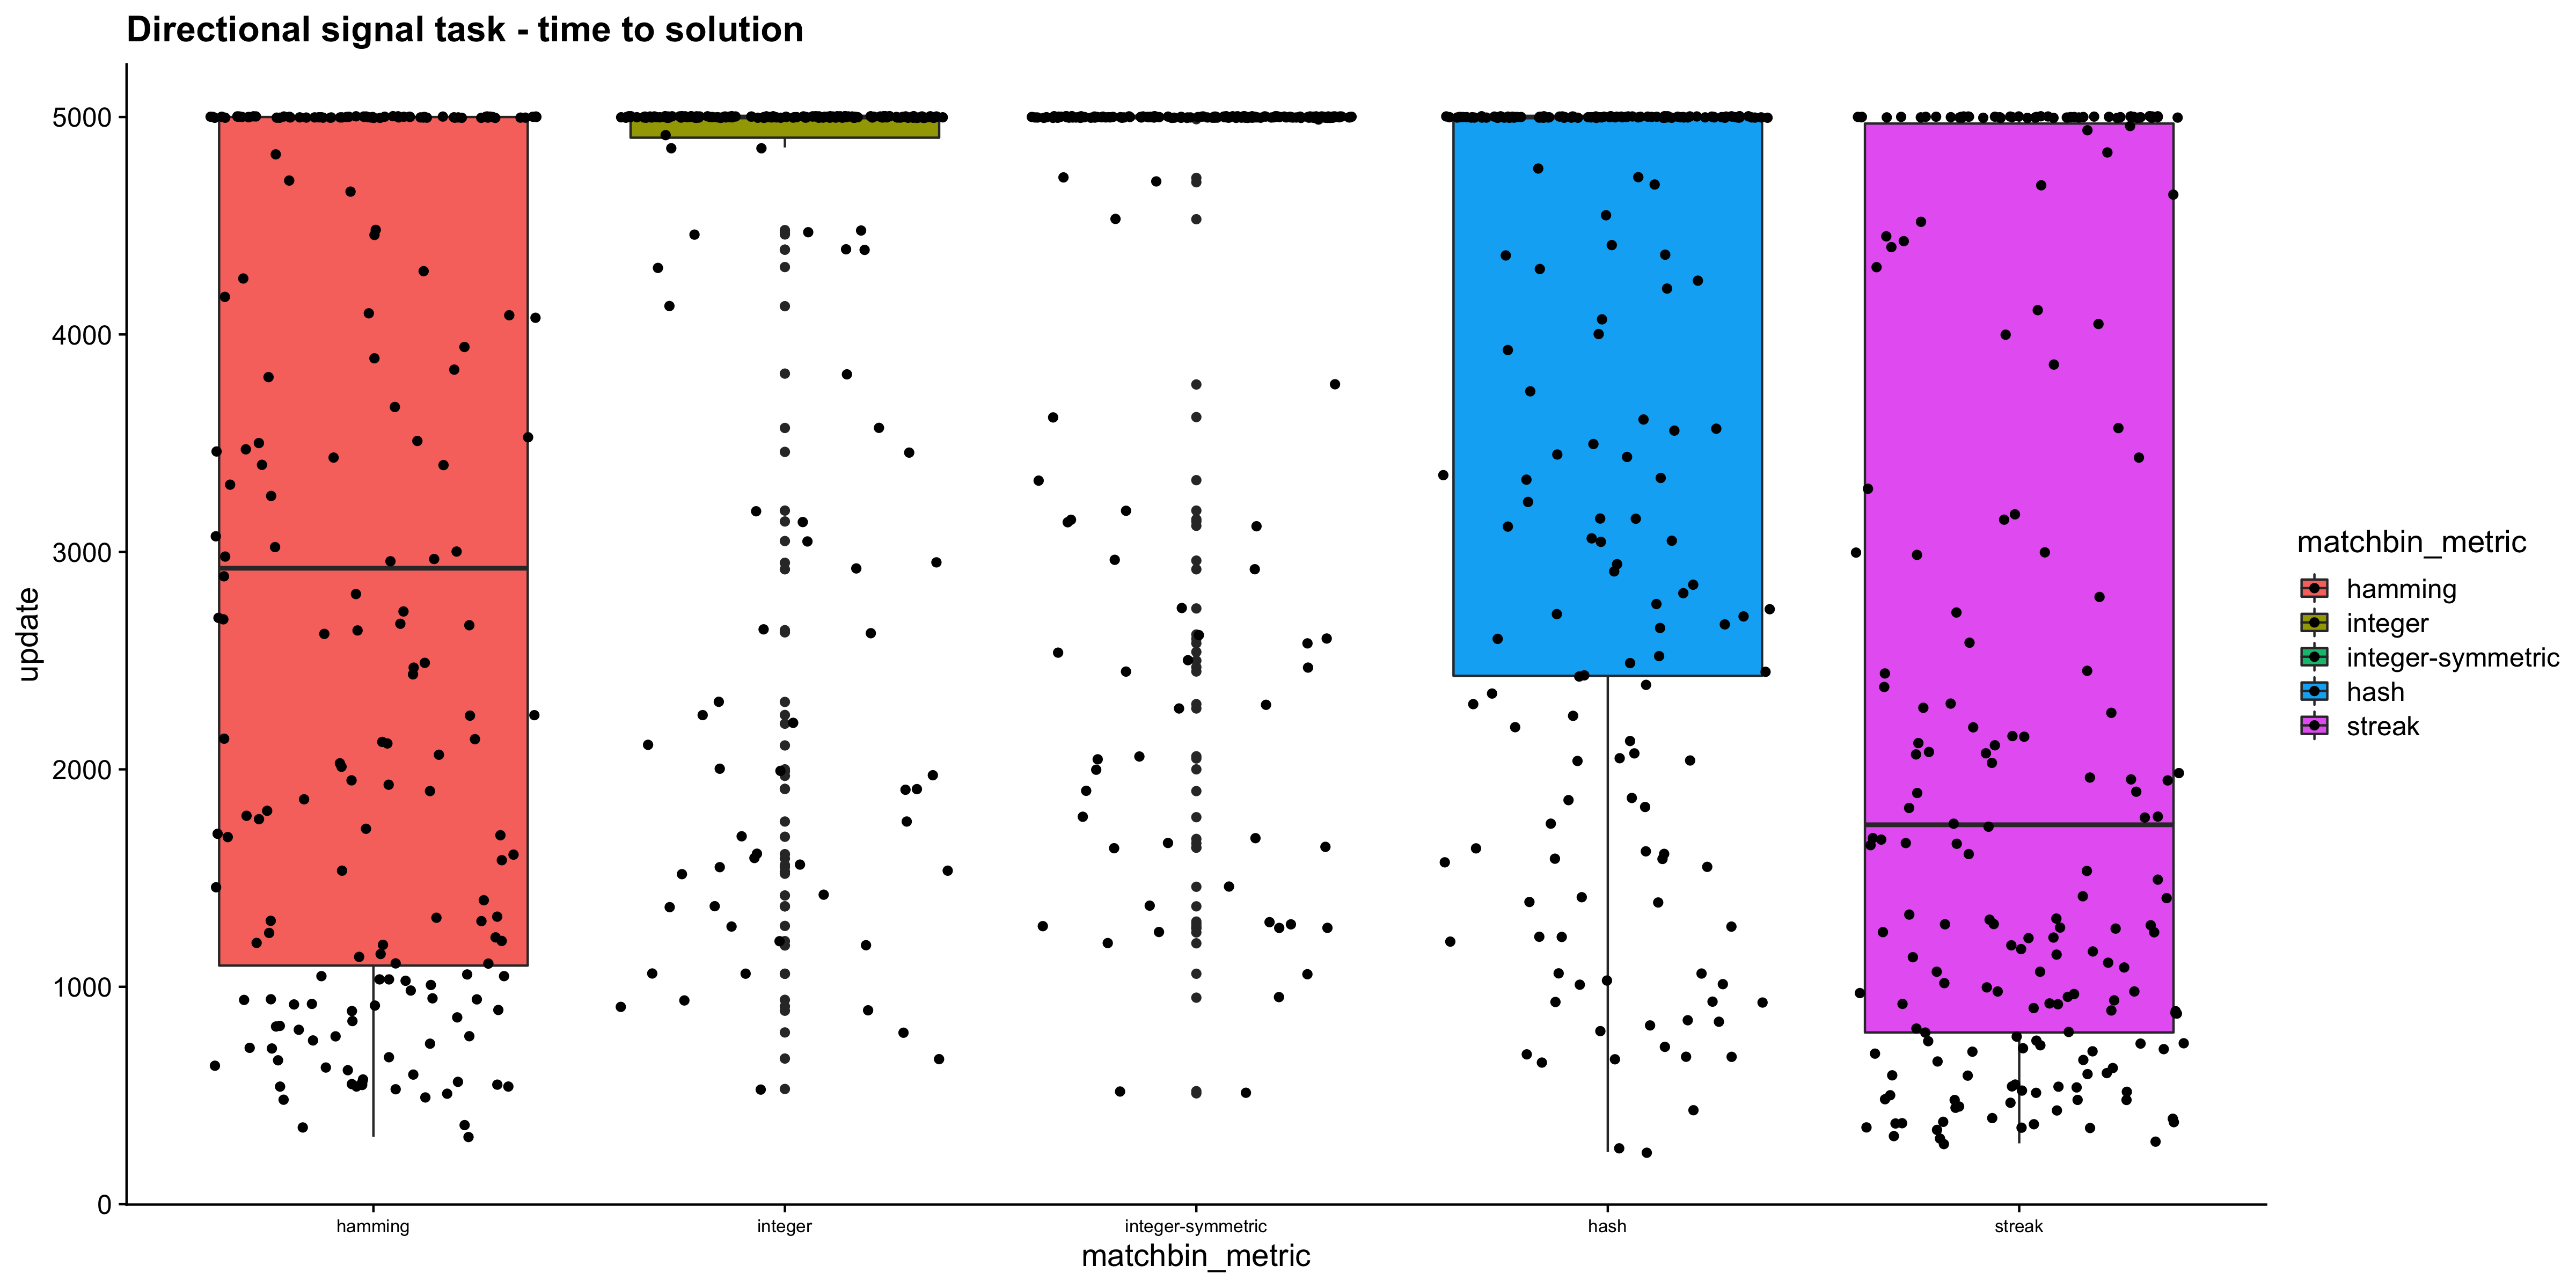 Directional signal task - time to solution
5000
4000
3000
2000
1000
0
update
hamming
integer
integer-symmetric
hash
streak
matchbin_metric
matchbin_metric
hamming
integer
integer-symmetric
hash
streak